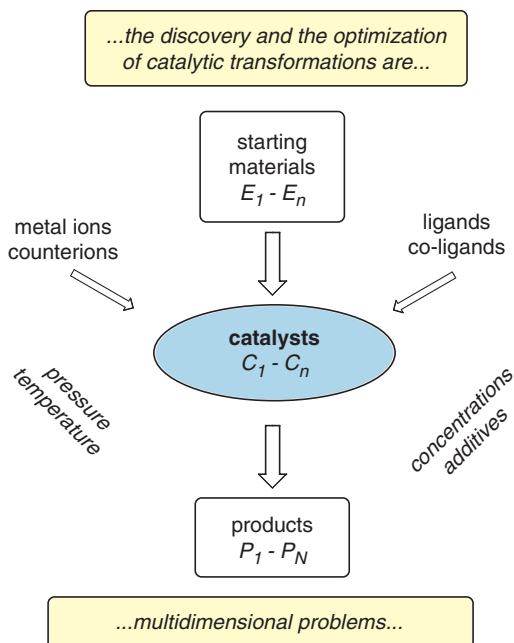 ...the discovery and the optimization
of catalytic transformations are...
starting
materials
E₁ - Eₙ
metal ions
counterions
ligands
co-ligands
catalysts
C₁ - Cₙ
pressure
temperature
concentrations
additives
products
P₁ - P_N
...multidimensional problems...